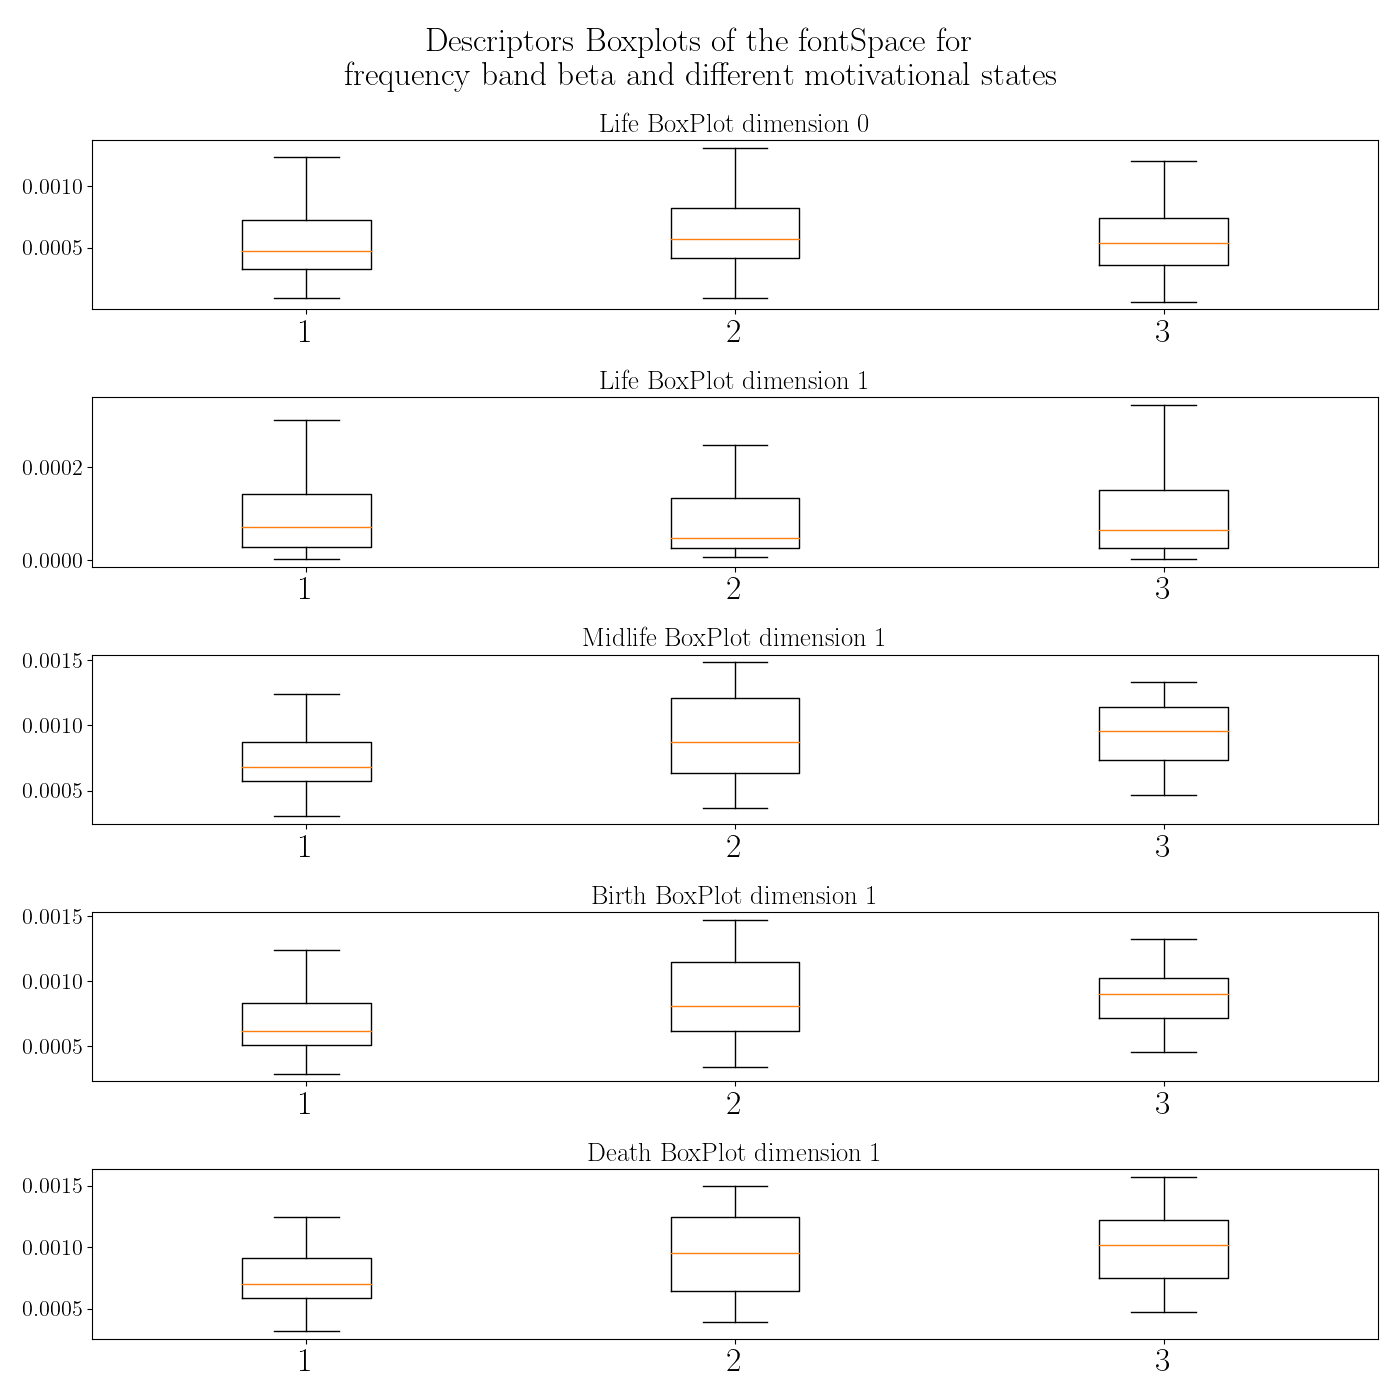 Descriptors Boxplots of the fontSpace for
frequency band beta and different motivational states
Life BoxPlot dimension 0
0.0010
0.0005
1 2 3
Life BoxPlot dimension 1
0.0002
0.0000
1 2 3
Midlife BoxPlot dimension 1
0.0015
0.0010
0.0005
1 2 3
Birth BoxPlot dimension 1
0.0015
0.0010
0.0005
1 2 3
Death BoxPlot dimension 1
0.0015
0.0010
0.0005
1 2 3